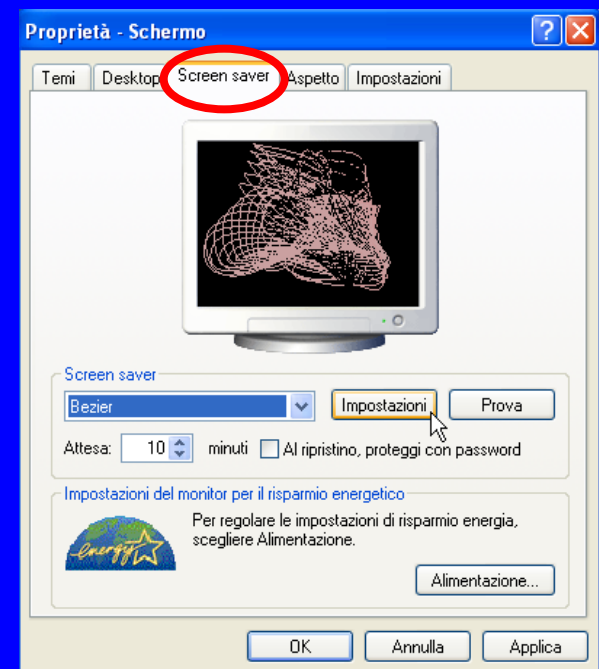 Proprietà - Schermo
Temi Desktop Screen saver Aspetto Impostazioni
Screen saver
Bezier Impostazioni Prova
Attesa: 10 minuti Al ripristino, proteggi con password
Impostazioni del monitor per il risparmio energetico
energy Per regolare le impostazioni di risparmio energia,
scegliere Alimentazione.
Alimentazione...
OK Annulla Applica